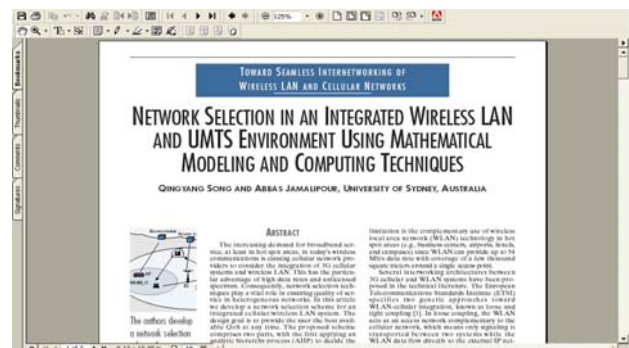 125%
Bookmarks
Thumbnails
Comments
Signatures
TOWARD SEAMLESS INTERNETWORKING OF
WIRELESS LAN AND CELLULAR NETWORKS
NETWORK SELECTION IN AN INTEGRATED WIRELESS LAN
AND UMTS ENVIRONMENT USING MATHEMATICAL
MODELING AND COMPUTING TECHNIQUES
QINGYANG SONG AND ABBAS JAMALIPOUR, UNIVERSITY OF SYDNEY, AUSTRALIA
The authors develop
a network selection
ABSTRACT
The increasing demand for broadband ser-
vice, at least in hot spot areas, in today's wireless
communications is causing cellular network pro-
viders to consider the integration of 3G cellular
systems and wireless LAN. This has the particu-
lar advantage of high data rates and unlicensed
spectrum. Consequently, network selection tech-
niques play a vital role in ensuring quality of ser-
vice in heterogeneous networks. In this article
we develop a network selection scheme for an
integrated cellular/wireless LAN system. The
design goal is to provide the user the best avail-
able QoS at any time. The proposed scheme
comprises two parts, with the first applying an
analytic hierarchy process (AHP) to decide the
limitation is the complementary use of wireless
local area network (WLAN) technology in hot
spot areas (e.g., business centers, airports, hotels,
and campuses) since WLAN can provide up to 54
Mb/s data rate with coverage of a few thousand
square meters around a single access point.
Several interworking architectures between
3G cellular and WLAN systems have been pro-
posed in the technical literature. The European
Telecommunications Standards Institute (ETSI)
specifies two generic approaches toward
WLAN-cellular integration, known as loose and
tight coupling [1]. In loose coupling, the WLAN
acts as an access network complementary to the
cellular network, which means only signaling is
transported between two systems while the
WLAN data flow directly to the external IP net-